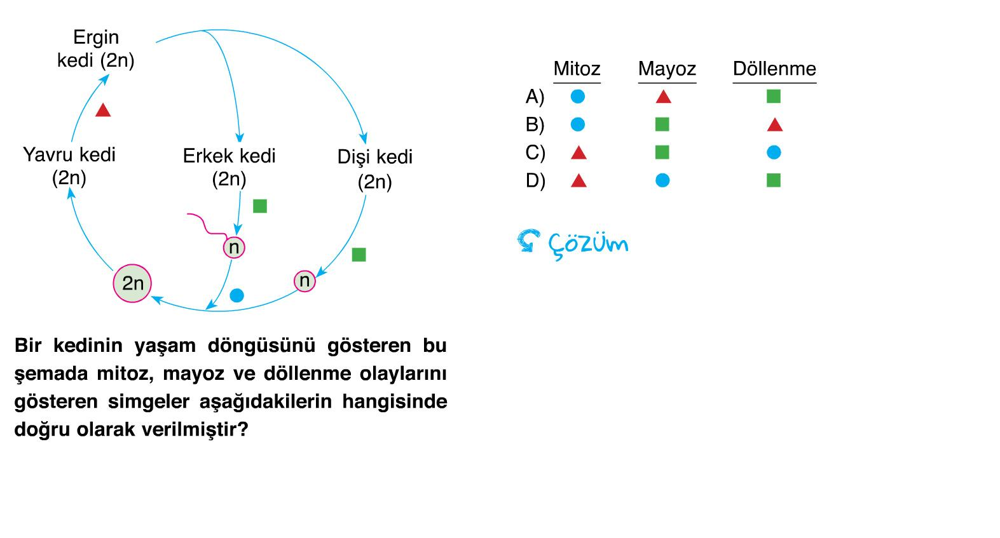 Ergin
kedi (2n)
Yavru kedi
(2n)
Erkek kedi
(2n)
Dişi kedi
(2n)
n
n
2n
Bir kedinin yaşam döngüsünü gösteren bu
şemada mitoz, mayoz ve döllenme olaylarını
gösteren simgeler aşağıdakilerin hangisinde
doğru olarak verilmiştir?
Mitoz Mayoz Döllenme
A)
B)
C)
D)
Çözüm